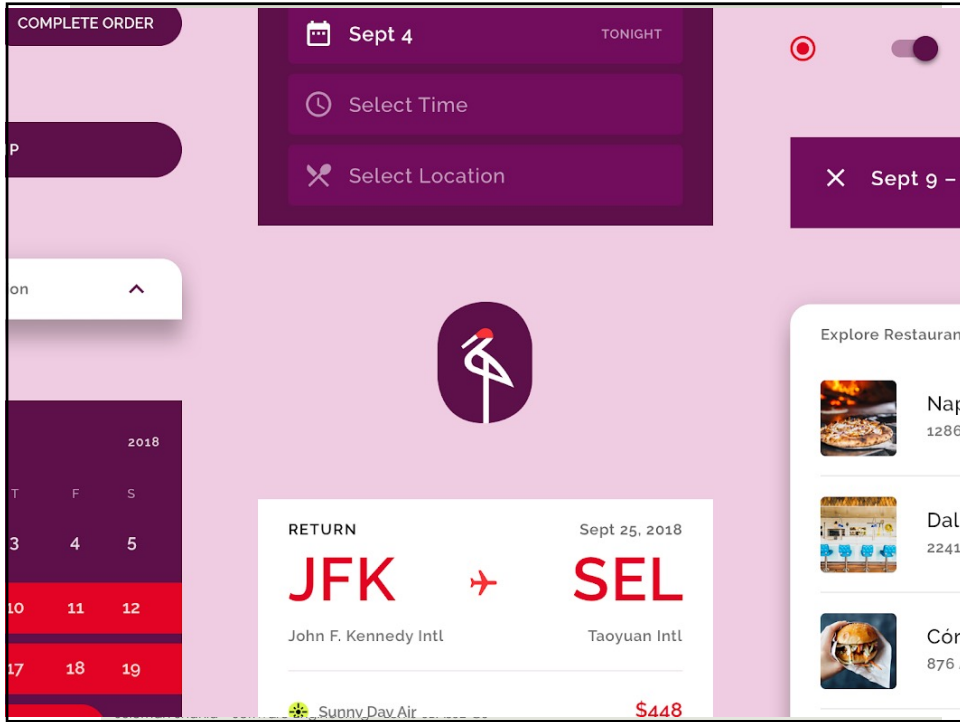 COMPLETE ORDER
P
on
2018
T F S
3 4 5
10 11 12
17 18 19
Sept 4 TONIGHT
Select Time
Select Location
RETURN Sept 25, 2018
JFK SEL
John F. Kennedy Intl Taoyuan Intl
Sunny Day Air $448
Sept 9 –
Explore Restauran
Nap
1286
Dal
2241
Cór
876